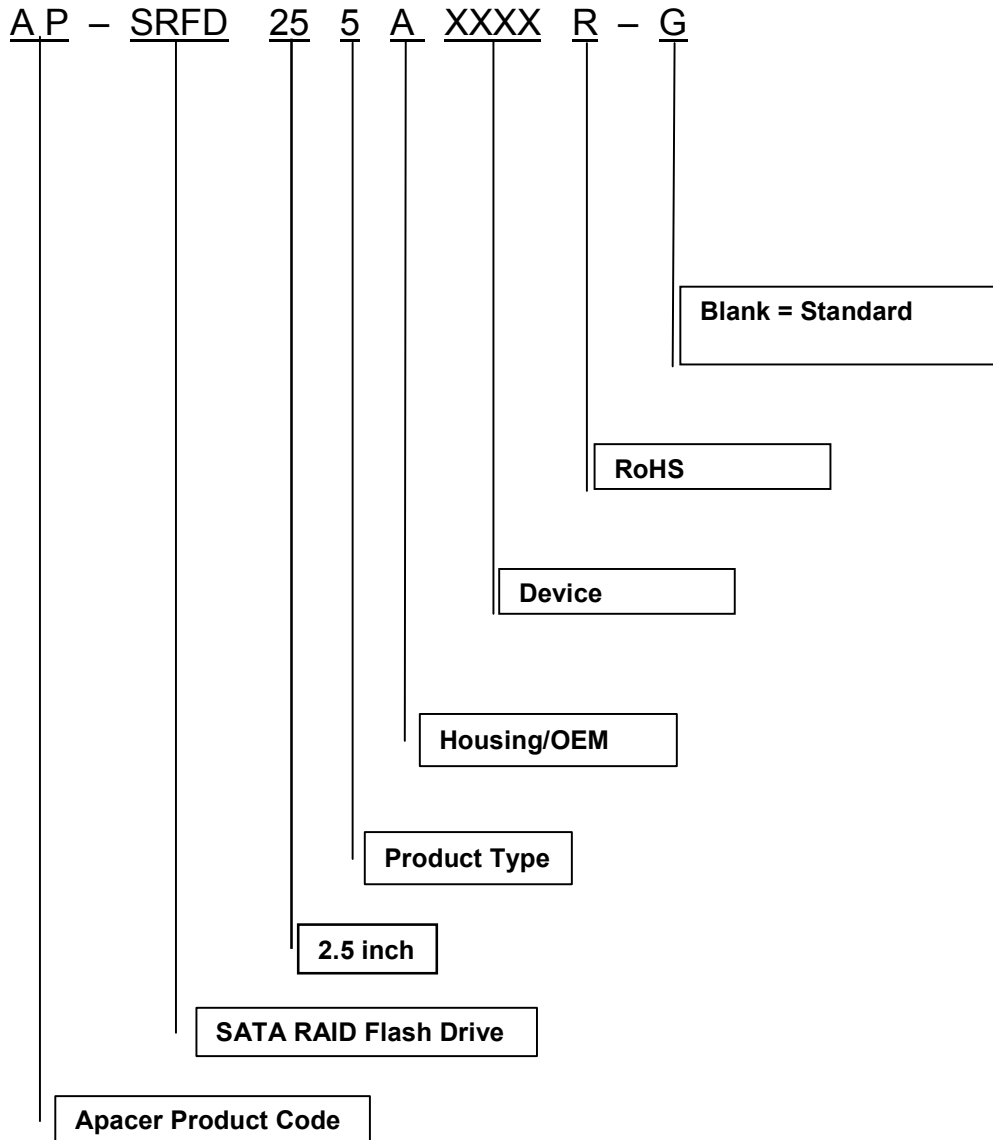 AP – SRFD 25 5 A XXXX R – G
Blank = Standard
RoHS
Device
Housing/OEM
Product Type
2.5 inch
SATA RAID Flash Drive
Apacer Product Code